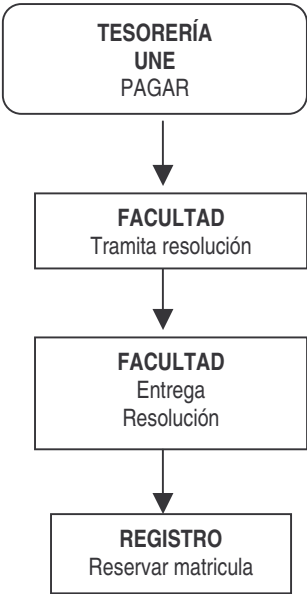 TESORERÍA
UNE
PAGAR
FACULTAD
Tramita resolución
FACULTAD
Entrega
Resolución
REGISTRO
Reservar matricula